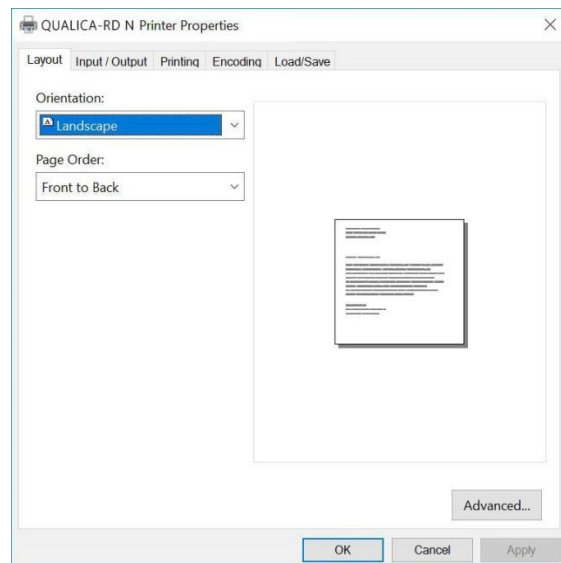 QUALICA-RD N Printer Properties
Layout Input / Output Printing Encoding Load/Save
Orientation:
Landscape
Page Order:
Front to Back
Advanced...
OK Cancel Apply